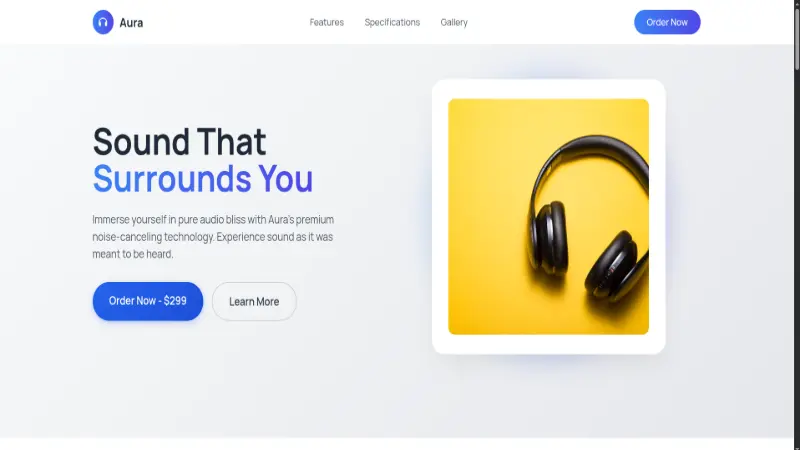 Aura
Features
Specifications
Gallery
Order Now
Sound That
Surrounds You
Immerse yourself in pure audio bliss with Aura's premium
noise-canceling technology. Experience sound as it was
meant to be heard.
Order Now - $299
Learn More